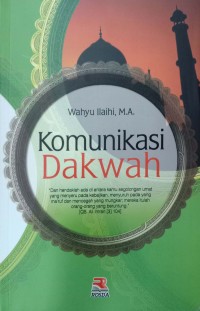 Wahyu Ilaihi, M.A.
Komunikasi
Dakwah
"Dan hendaklah ada di antara kamu segolongan umat
yang menyeru pada kebajikan, menyuruh pada yang
ma'ruf dan mencegah yang mungkar; mereka itulah
orang-orang yang beruntung."
(QS. Ali Imran [3]: 104)
ROSDA